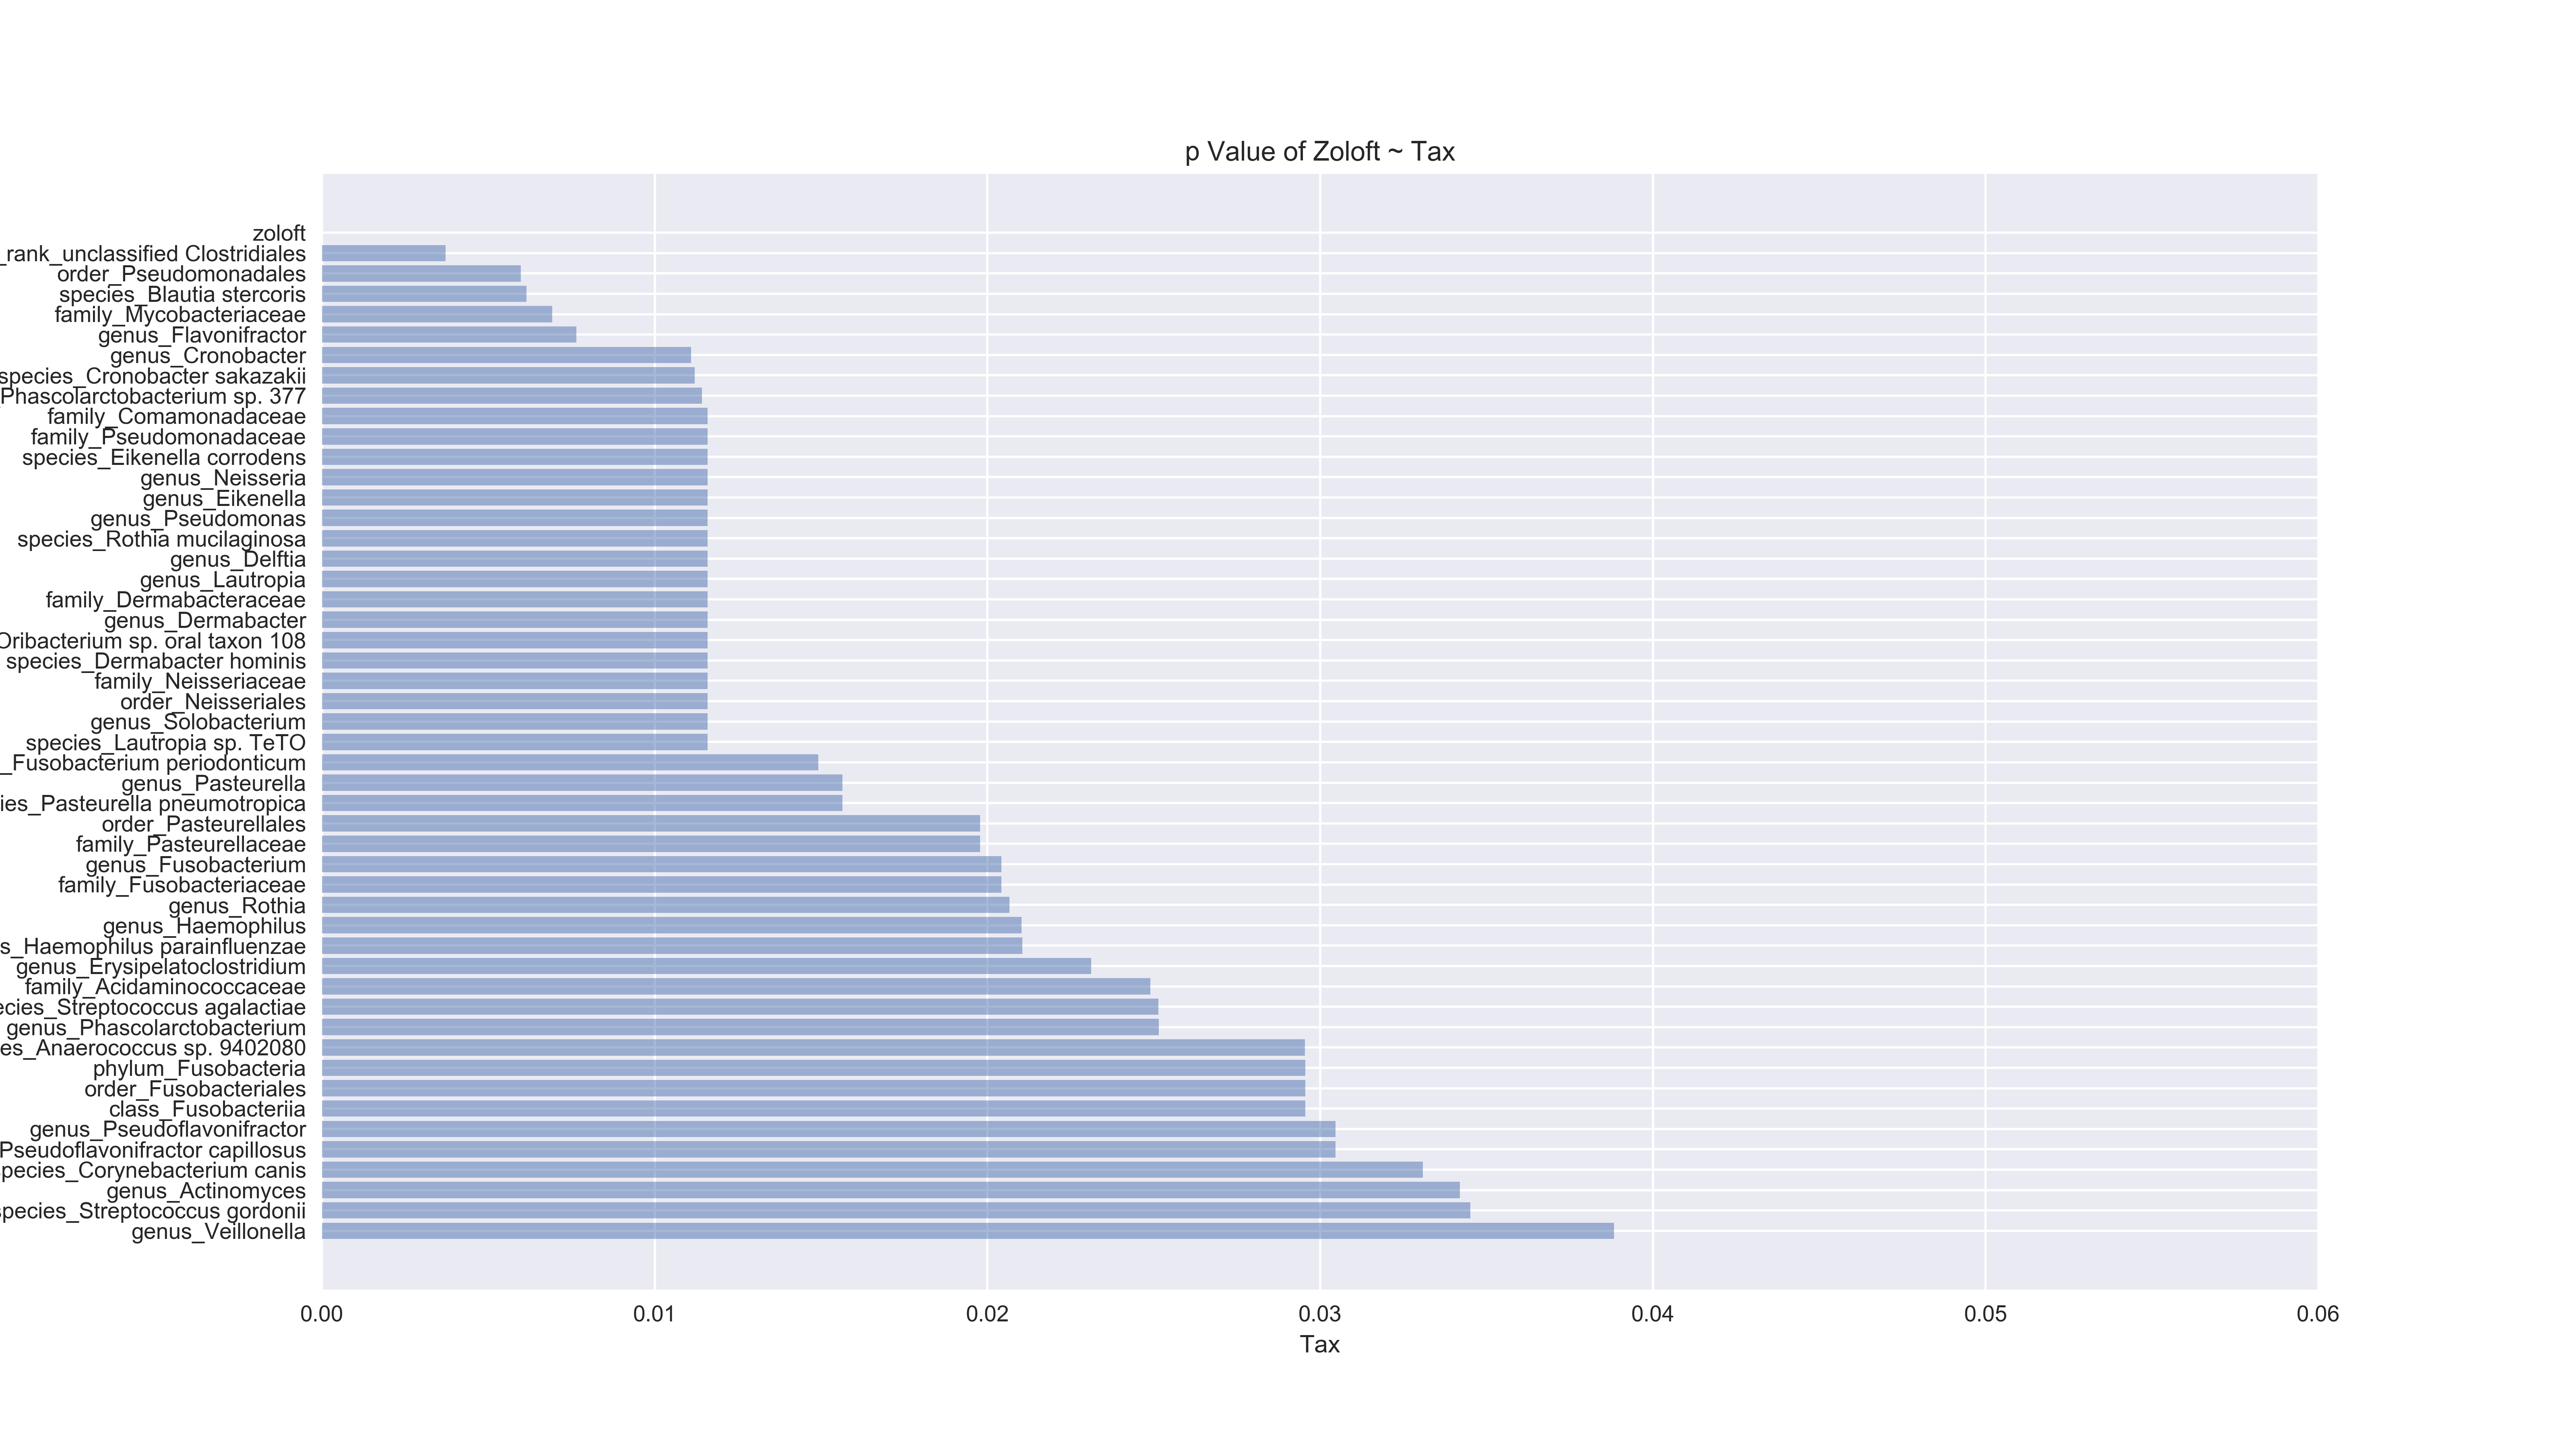 p Value of Zoloft ~ Tax
zoloft
_rank_unclassified Clostridiales
order_Pseudomonadales
species_Blautia stercoris
family_Mycobacteriaceae
genus_Flavonifractor
genus_Cronobacter
species_Cronobacter sakazakii
Phascolarctobacterium sp. 377
family_Comamonadaceae
family_Pseudomonadaceae
species_Eikenella corrodens
genus_Neisseria
genus_Eikenella
genus_Pseudomonas
species_Rothia mucilaginosa
genus_Delftia
genus_Lautropia
family_Dermabacteraceae
genus_Dermabacter
Oribacterium sp. oral taxon 108
species_Dermabacter hominis
family_Neisseriaceae
order_Neisseriales
genus_Solobacterium
species_Lautropia sp. TeTO
_Fusobacterium periodonticum
genus_Pasteurella
ies_Pasteurella pneumotropica
order_Pasteurellales
family_Pasteurellaceae
genus_Fusobacterium
family_Fusobacteriaceae
genus_Rothia
genus_Haemophilus
s_Haemophilus parainfluenzae
genus_Erysipelatoclostridium
family_Acidaminococcaceae
ecies_Streptococcus agalactiae
genus_Phascolarctobacterium
es_Anaerococcus sp. 9402080
phylum_Fusobacteria
order_Fusobacteriales
class_Fusobacteriia
genus_Pseudoflavonifractor
Pseudoflavonifractor capillosus
species_Corynebacterium canis
genus_Actinomyces
species_Streptococcus gordonii
genus_Veillonella
0.00 0.01 0.02 0.03 0.04 0.05 0.06
Tax